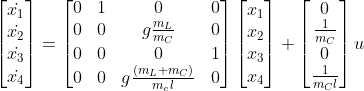 \begin{bmatrix} \dot{x_1} \\ \dot{x_2} \\ \dot{x_3} \\ \dot{x_4} \end{bmatrix} = \begin{bmatrix} 0 & 1 & 0 & 0 \\ 0 & 0 & g\frac{m_L}{m_C} & 0 \\ 0 & 0 & 0 & 1 \\ 0 & 0 & g\frac{(m_L+m_C)}{m_c l} & 0 \end{bmatrix} \begin{bmatrix} x_1 \\ x_2 \\ x_3 \\ x_4 \end{bmatrix} + \begin{bmatrix} 0 \\ \frac{1}{m_C} \\ 0 \\ \frac{1}{m_C l} \end{bmatrix} u